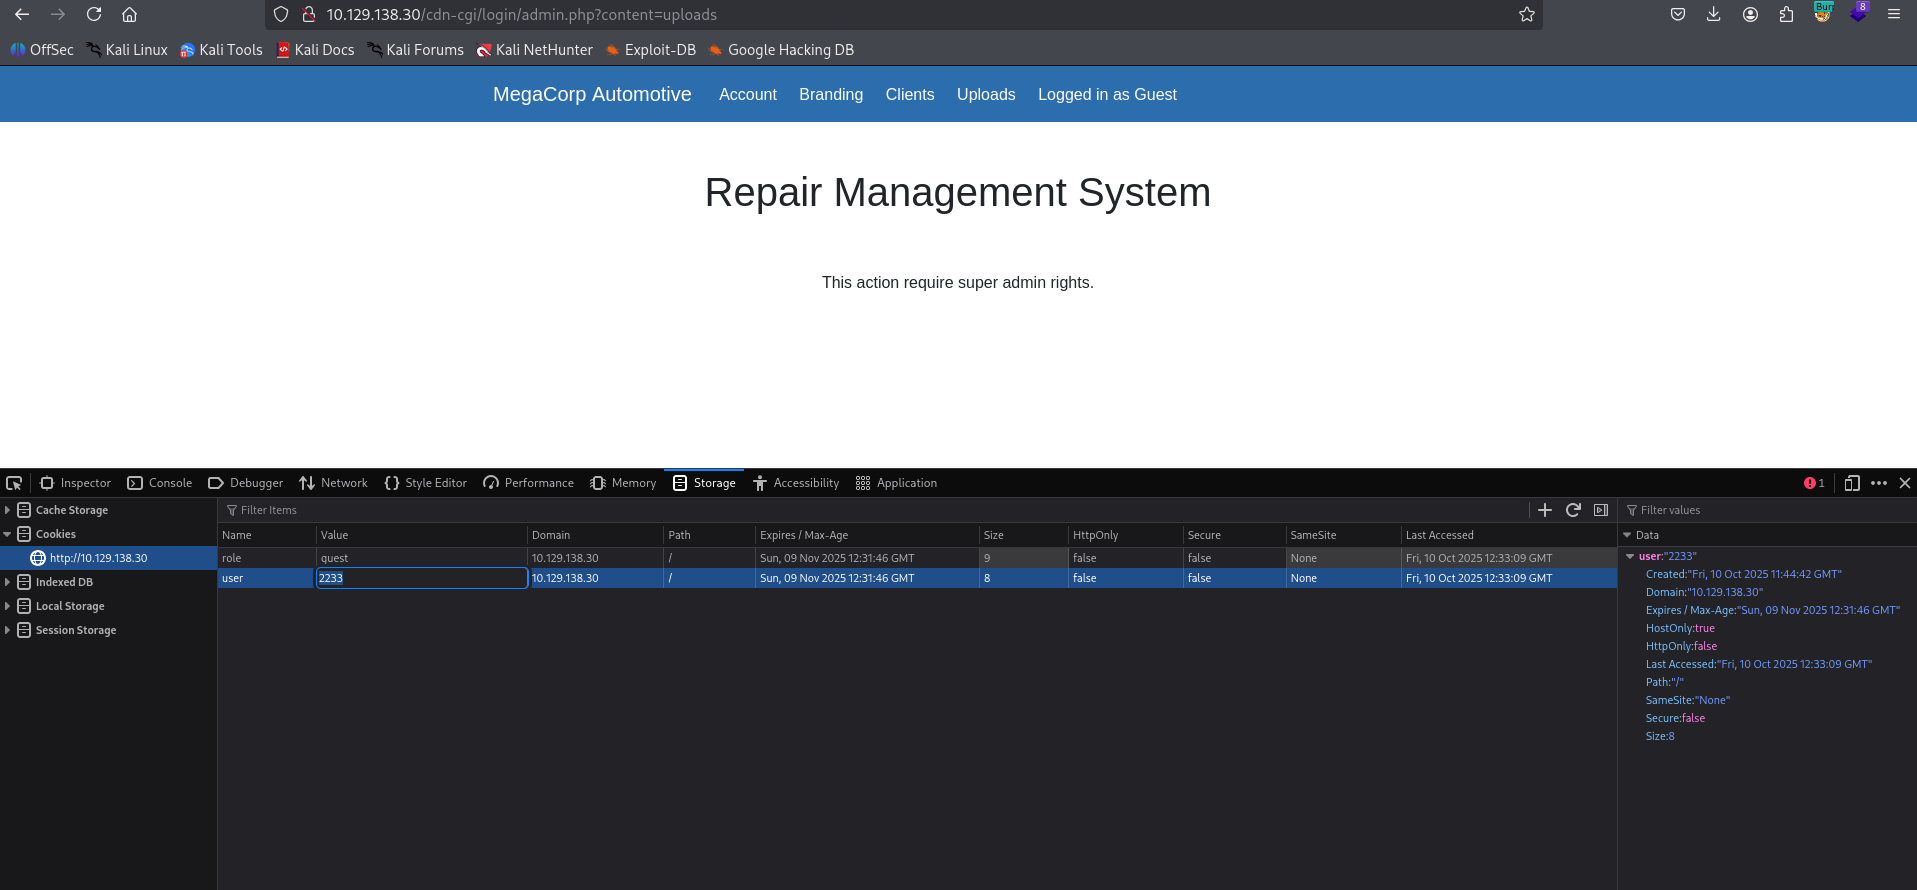 10.129.138.30/cdn-cgi/login/admin.php?content=uploads
Bur
8
OffSec Kali Linux Kali Tools Kali Docs Kali Forums Kali NetHunter Exploit-DB Google Hacking DB
MegaCorp Automotive Account Branding Clients Uploads Logged in as Guest
Repair Management System
This action require super admin rights.
Inspector Console Debugger Network Style Editor Performance Memory Storage Accessibility Application 1
Cache Storage
Cookies
http://10.129.138.30
Indexed DB
Local Storage
Session Storage
Filter Items
Name Value Domain Path Expires / Max-Age Size HttpOnly Secure SameSite Last Accessed
role guest 10.129.138.30 / Sun, 09 Nov 2025 12:31:46 GMT 9 false false None Fri, 10 Oct 2025 12:33:09 GMT
user 2233 10.129.138.30 / Sun, 09 Nov 2025 12:31:46 GMT 8 false false None Fri, 10 Oct 2025 12:33:09 GMT
Filter values
Data
user:"2233"
Created:"Fri, 10 Oct 2025 11:44:42 GMT"
Domain:"10.129.138.30"
Expires / Max-Age:"Sun, 09 Nov 2025 12:31:46 GMT"
HostOnly:true
HttpOnly:false
Last Accessed:"Fri, 10 Oct 2025 12:33:09 GMT"
Path:"/"
SameSite:"None"
Secure:false
Size:8